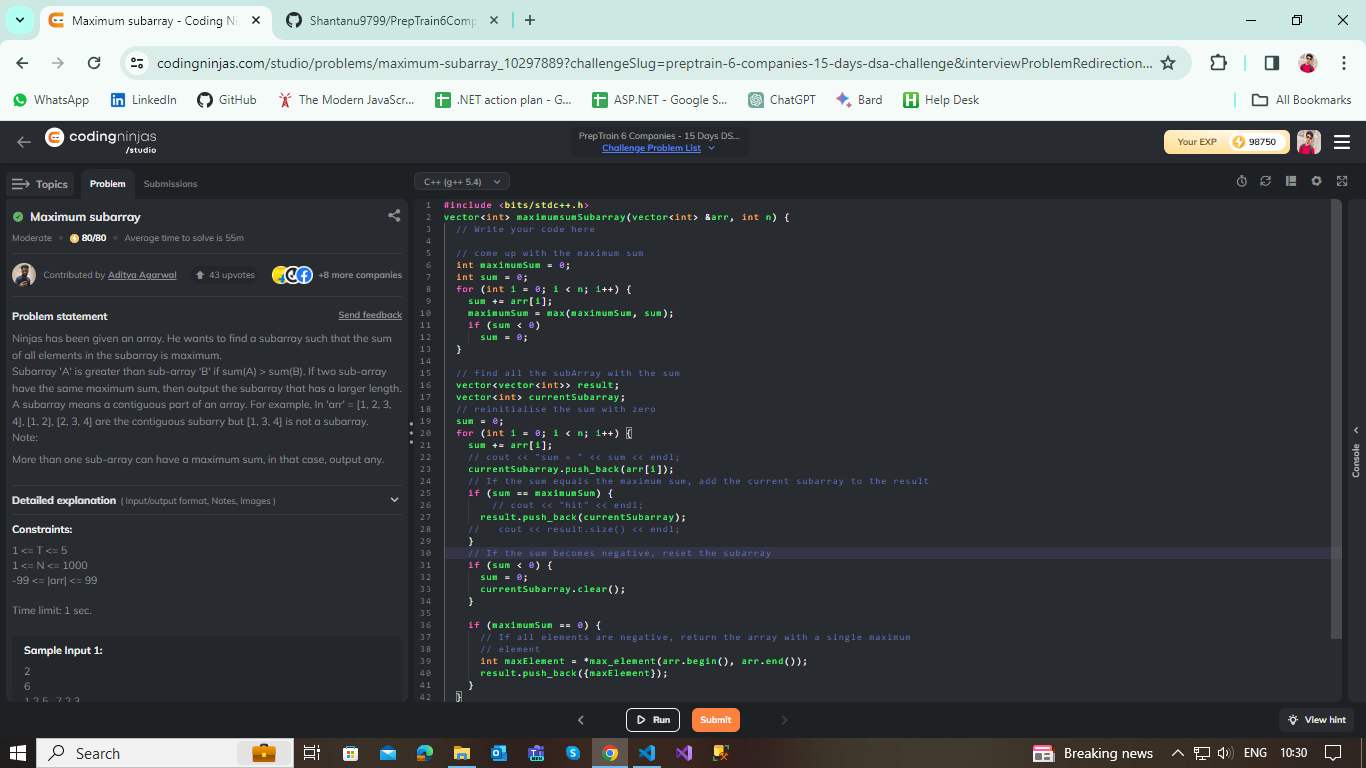 Maximum subarray - Coding Ni
Shantanu9799/PrepTrain6Comp
codingninjas.com/studio/problems/maximum-subarray_10297889?challengeSlug=preptrain-6-companies-15-days-dsa-challenge&interviewProblemRedirection...
WhatsApp
LinkedIn
GitHub
The Modern JavaScr...
.NET action plan - G...
ASP.NET - Google S...
ChatGPT
Bard
Help Desk
All Bookmarks
codingninjas
/studio
PrepTrain 6 Companies - 15 Days DS...
Challenge Problem List
Your EXP 98750
Topics
Problem
Submissions
Maximum subarray
Moderate • 80/80 • Average time to solve is 55m
Contributed by Aditya Agarwal
43 upvotes
+8 more companies
Problem statement
Send feedback
Ninjas has been given an array. He wants to find a subarray such that the sum
of all elements in the subarray is maximum.
Subarray 'A' is greater than sub-array 'B' if sum(A) > sum(B). If two sub-array
have the same maximum sum, then output the subarray that has a larger length.
A subarray means a contiguous part of an array. For example, In 'arr' = [1, 2, 3,
4], [1, 2], [2, 3, 4] are the contiguous subarry but [1, 3, 4] is not a subarray.
Note:
More than one sub-array can have a maximum sum, in that case, output any.
Detailed explanation ( Input/output format, Notes, Images )
Constraints:
1 <= T <= 5
1 <= N <= 1000
-99 <= |arr| <= 99
Time limit: 1 sec.
Sample Input 1:
2
6
1 2 5 -7 2 3
C++ (g++ 5.4)
1 #include <bits/stdc++.h>
2 vector<int> maximumsumSubarray(vector<int> &arr, int n) {
3 // Write your code here
4
5 // come up with the maximum sum
6 int maximumSum = 0;
7 int sum = 0;
8 for (int i = 0; i < n; i++) {
9 sum += arr[i];
10 maximumSum = max(maximumSum, sum);
11 if (sum < 0)
12 sum = 0;
13 }
14
15 // find all the subArray with the sum
16 vector<vector<int>> result;
17 vector<int> currentSubarray;
18 // reinitialise the sum with zero
19 sum = 0;
20 for (int i = 0; i < n; i++) {
21 sum += arr[i];
22 // cout << "sum = " << sum << endl;
23 currentSubarray.push_back(arr[i]);
24 // If the sum equals the maximum sum, add the current subarray to the result
25 if (sum == maximumSum) {
26 // cout << "hit" << endl;
27 result.push_back(currentSubarray);
28 // cout << result.size() << endl;
29 }
30 // If the sum becomes negative, reset the subarray
31 if (sum < 0) {
32 sum = 0;
33 currentSubarray.clear();
34 }
35
36 if (maximumSum == 0) {
37 // If all elements are negative, return the array with a single maximum
38 // element
39 int maxElement = *max_element(arr.begin(), arr.end());
40 result.push_back({maxElement});
41 }
42 }
Console
Run
Submit
View hint
Search
Breaking news
ENG
10:30